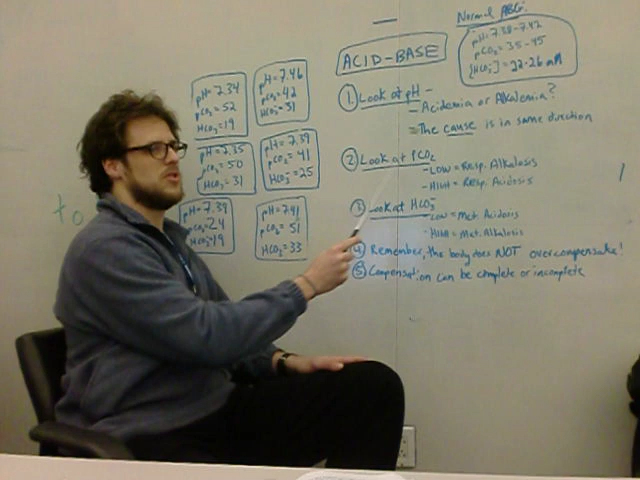 Normal ABG:
pH=7.38-7.42
pCO2=35-45
[HCO3-]=22-26 mM
ACID-BASE
① Look at pH -
- Acidemia or Alkalemia?
- The cause is in same direction
② Look at PCO2
- LOW = Resp. Alkalosis
- HIGH = Resp. Acidosis
③ Look at HCO3-
- LOW = Met. Acidosis
- HIGH = Met. Alkalosis
④ Remember, the body does NOT overcompensate!
⑤ Compensation can be complete or incomplete
pH=7.34
pCO2=52
HCO3-=19
pH=7.46
pCO2=42
HCO3-=31
pH=7.35
pCO2=50
HCO3-=31
pH=7.39
pCO2=41
HCO3-=25
pH=7.39
pCO2=24
HCO3-=19
pH=7.41
pCO2=51
HCO3=33
to